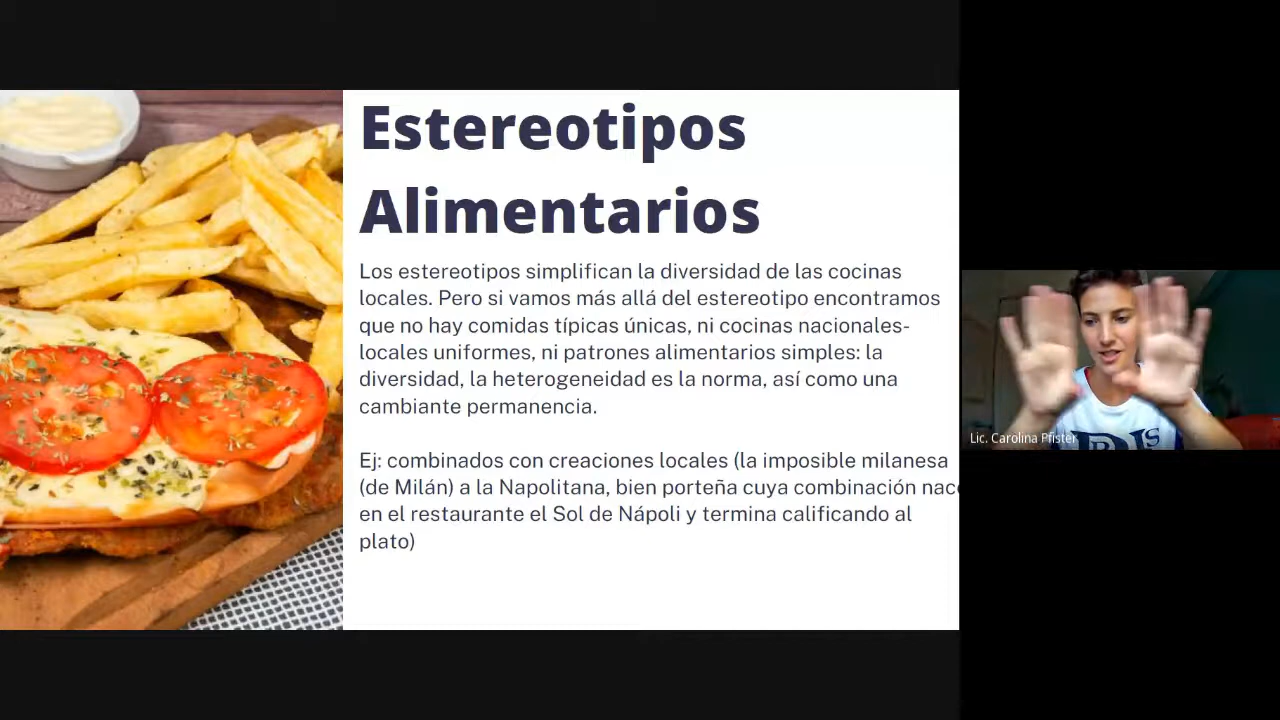 Estereotipos
Alimentarios
Los estereotipos simplifican la diversidad de las cocinas
locales. Pero si vamos más allá del estereotipo encontramos
que no hay comidas típicas únicas, ni cocinas nacionales-
locales uniformes, ni patrones alimentarios simples: la
diversidad, la heterogeneidad es la norma, así como una
cambiante permanencia.
Ej: combinados con creaciones locales (la imposible milanesa
(de Milán) a la Napolitana, bien porteña cuya combinación nace
en el restaurante el Sol de Nápoli y termina calificando al
plato)
Lic. Carolina Pfister